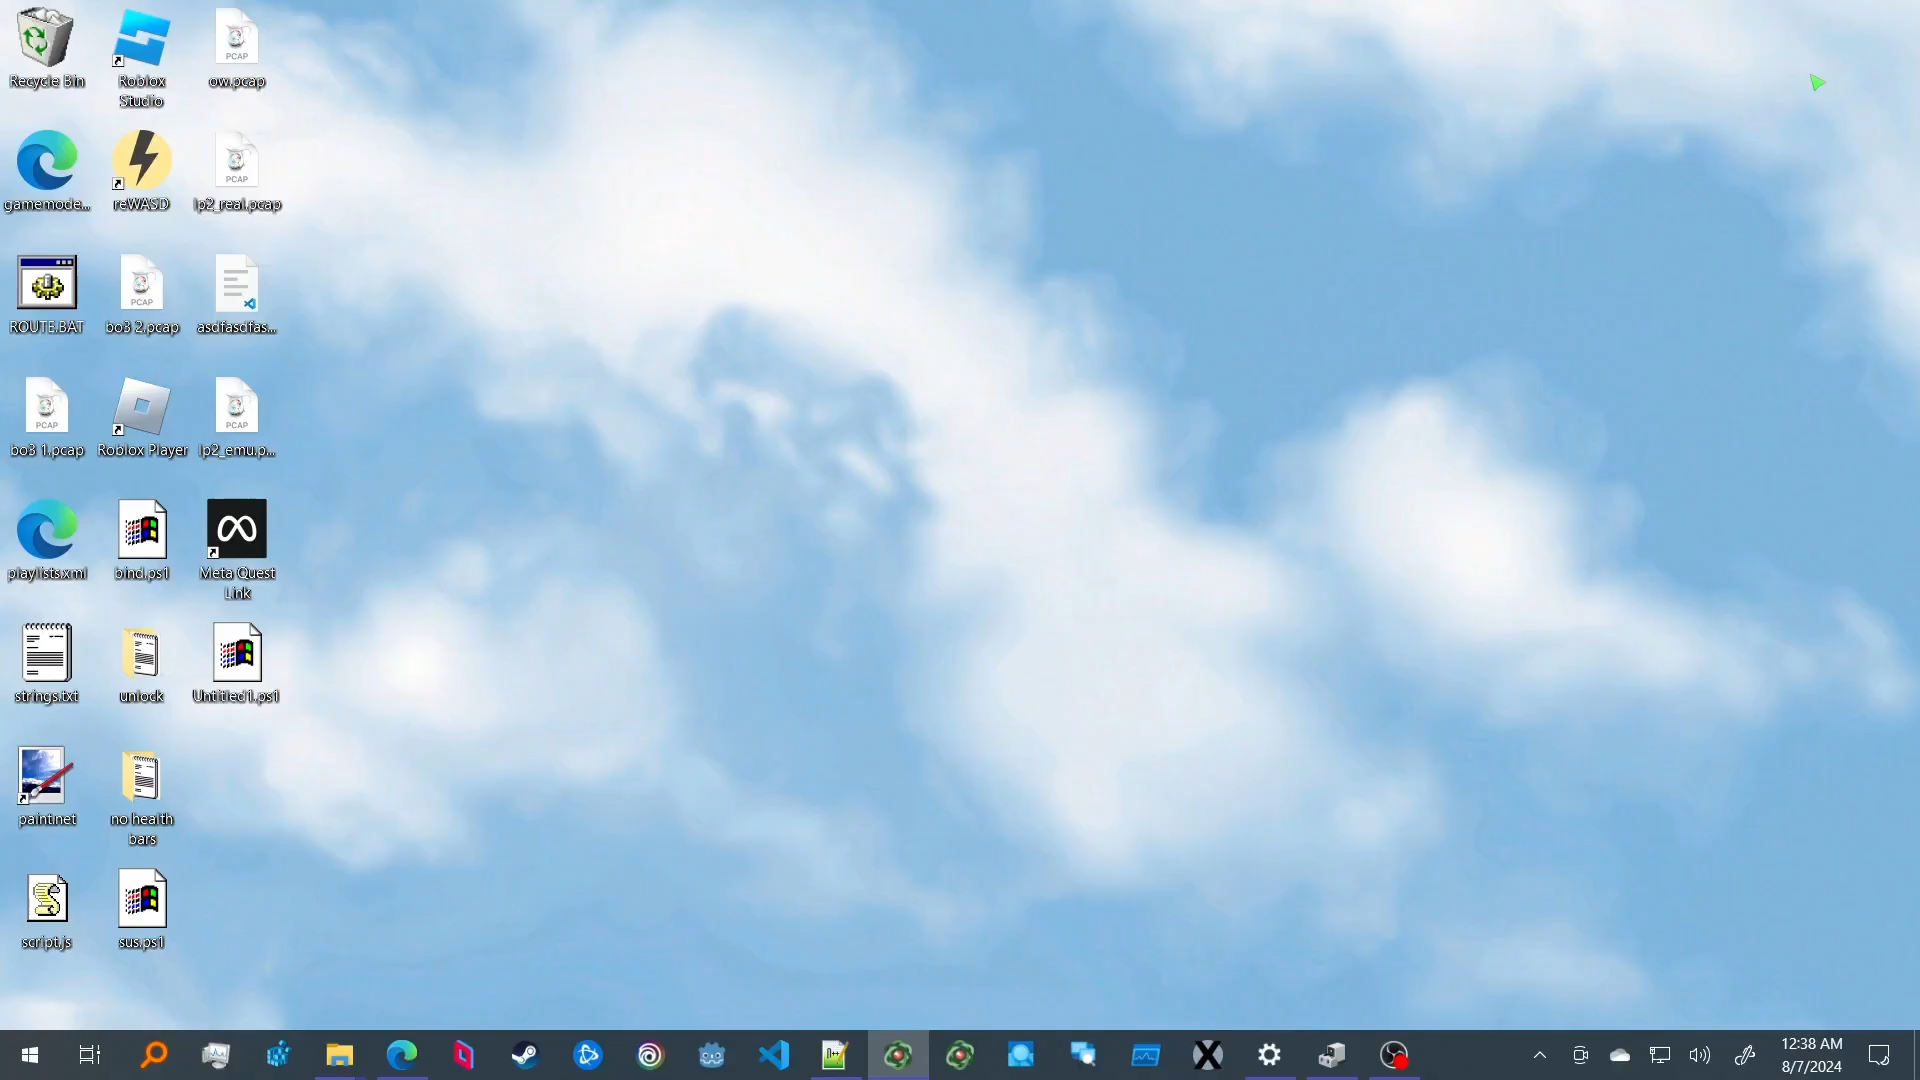 Recycle Bin
Roblox
Studio
ow.pcap
gamemode...
reWASD
lp2_real.pcap
ROUTE.BAT
bo3 2.pcap
asdfasdfas...
bo3 1.pcap
Roblox Player
lp2_emu.p...
playlists.xml
bind.ps1
Meta Quest
Link
strings.txt
unlock
Untitled1.ps1
paint.net
no health
bars
script.js
sus.ps1
PCAP
PCAP
PCAP
PCAP
PCAP
12:38 AM
8/7/2024